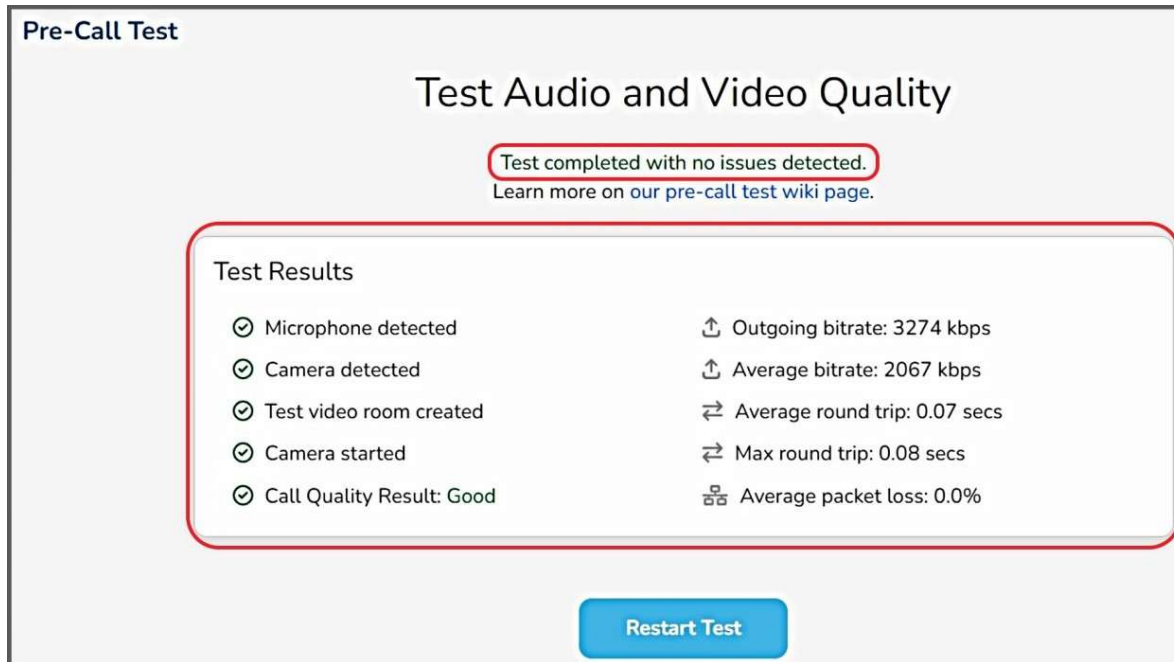 Pre-Call Test
Test Audio and Video Quality
Test completed with no issues detected.
Learn more on our pre-call test wiki page.
Test Results
Microphone detected
Camera detected
Test video room created
Camera started
Call Quality Result: Good
Outgoing bitrate: 3274 kbps
Average bitrate: 2067 kbps
Average round trip: 0.07 secs
Max round trip: 0.08 secs
Average packet loss: 0.0%
Restart Test